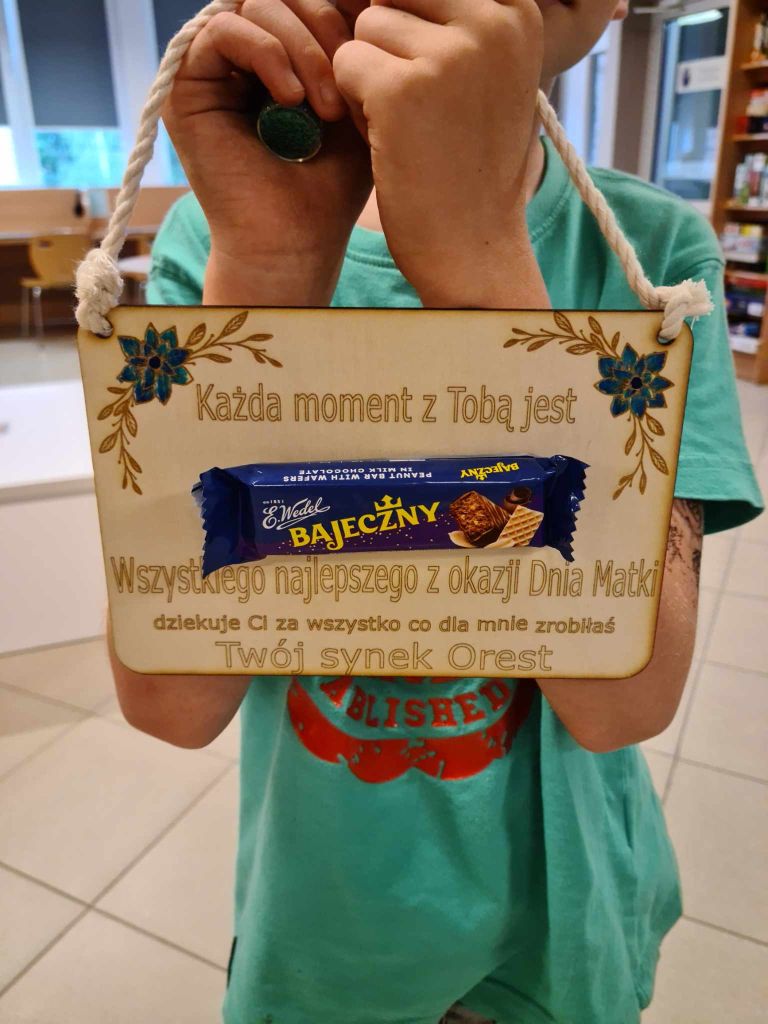 Każda moment z Tobą jest
PEANUT BAR WITH WAFERS
IN MILK CHOCOLATE
BAJECZNY
E.Wedel
BAJECZNY
Wszystkiego najlepszego z okazji Dnia Matki
dziekuje Ci za wszystko co dla mnie zrobiłaś
Twój synek Orest
ABLISHED